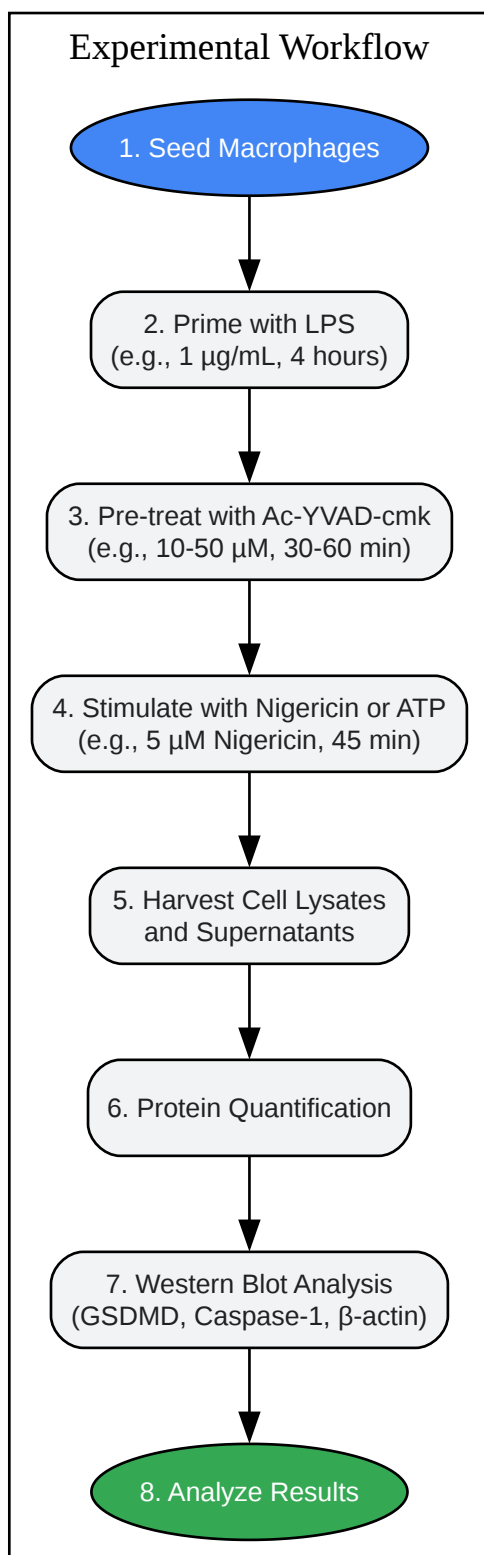 Experimental Workflow
1. Seed Macrophages
2. Prime with LPS
(e.g., 1 µg/mL, 4 hours)
3. Pre-treat with Ac-YVAD-cmk
(e.g., 10-50 µM, 30-60 min)
4. Stimulate with Nigericin or ATP
(e.g., 5 µM Nigericin, 45 min)
5. Harvest Cell Lysates
and Supernatants
6. Protein Quantification
7. Western Blot Analysis
(GSDMD, Caspase-1, β-actin)
8. Analyze Results